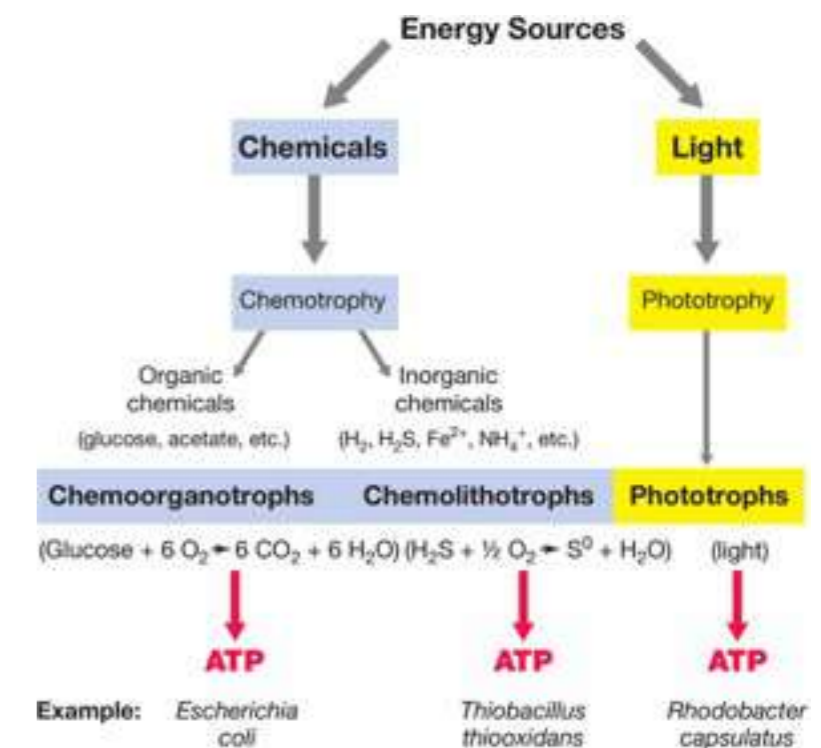 Energy Sources
Chemicals
Light
Chemotrophy
Phototrophy
Organic
chemicals
(glucose, acetate, etc.)
Inorganic
chemicals
(H₂, H₂S, Fe²⁺, NH₄⁺, etc.)
Chemoorganotrophs
Chemolithotrophs
Phototrophs
(Glucose + 6 O₂ → 6 CO₂ + 6 H₂O)
(H₂S + ½ O₂ → S⁰ + H₂O)
(light)
ATP
ATP
ATP
Example:
Escherichia
coli
Thiobacillus
thiooxidans
Rhodobacter
capsulatus